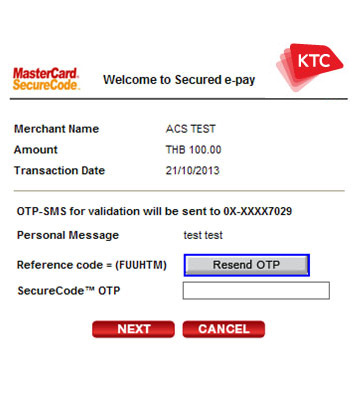 MasterCard.
SecureCode.
Welcome to Secured e-pay
KTC
Merchant Name ACS TEST
Amount THB 100.00
Transaction Date 21/10/2013
OTP-SMS for validation will be sent to 0X-XXXX7029
Personal Message test test
Reference code = (FUUHTM) Resend OTP
SecureCode™ OTP
NEXT CANCEL